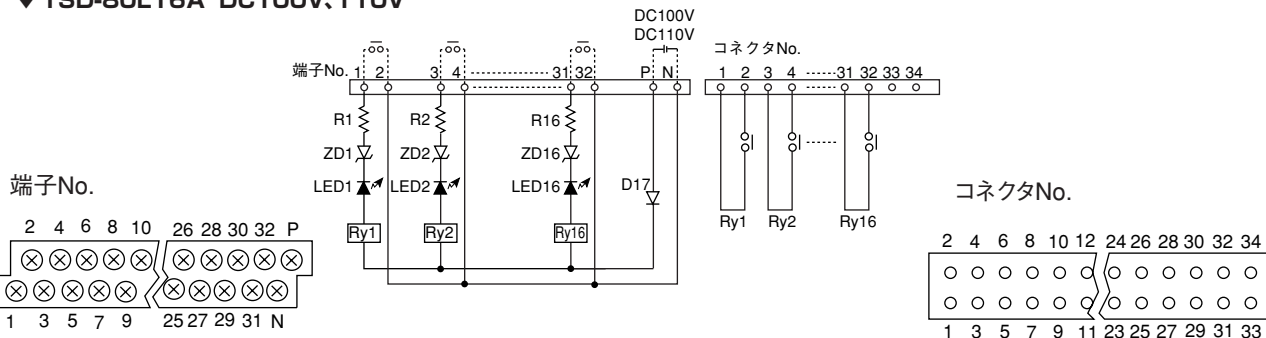 ▼TSD-80L16A DC100V、110V
DC100V
DC110V
端子No. 1 2 3 4 31 32 P N
コネクタNo.
1 2 3 4 31 32 33 34
R1 R2 R16
ZD1 ZD2 ZD16
LED1 LED2 LED16 D17
Ry1 Ry2 Ry16
Ry1 Ry2 Ry16
端子No.
2 4 6 8 10 26 28 30 32 P
1 3 5 7 9 25 27 29 31 N
コネクタNo.
2 4 6 8 10 12 24 26 28 30 32 34
1 3 5 7 9 11 23 25 27 29 31 33